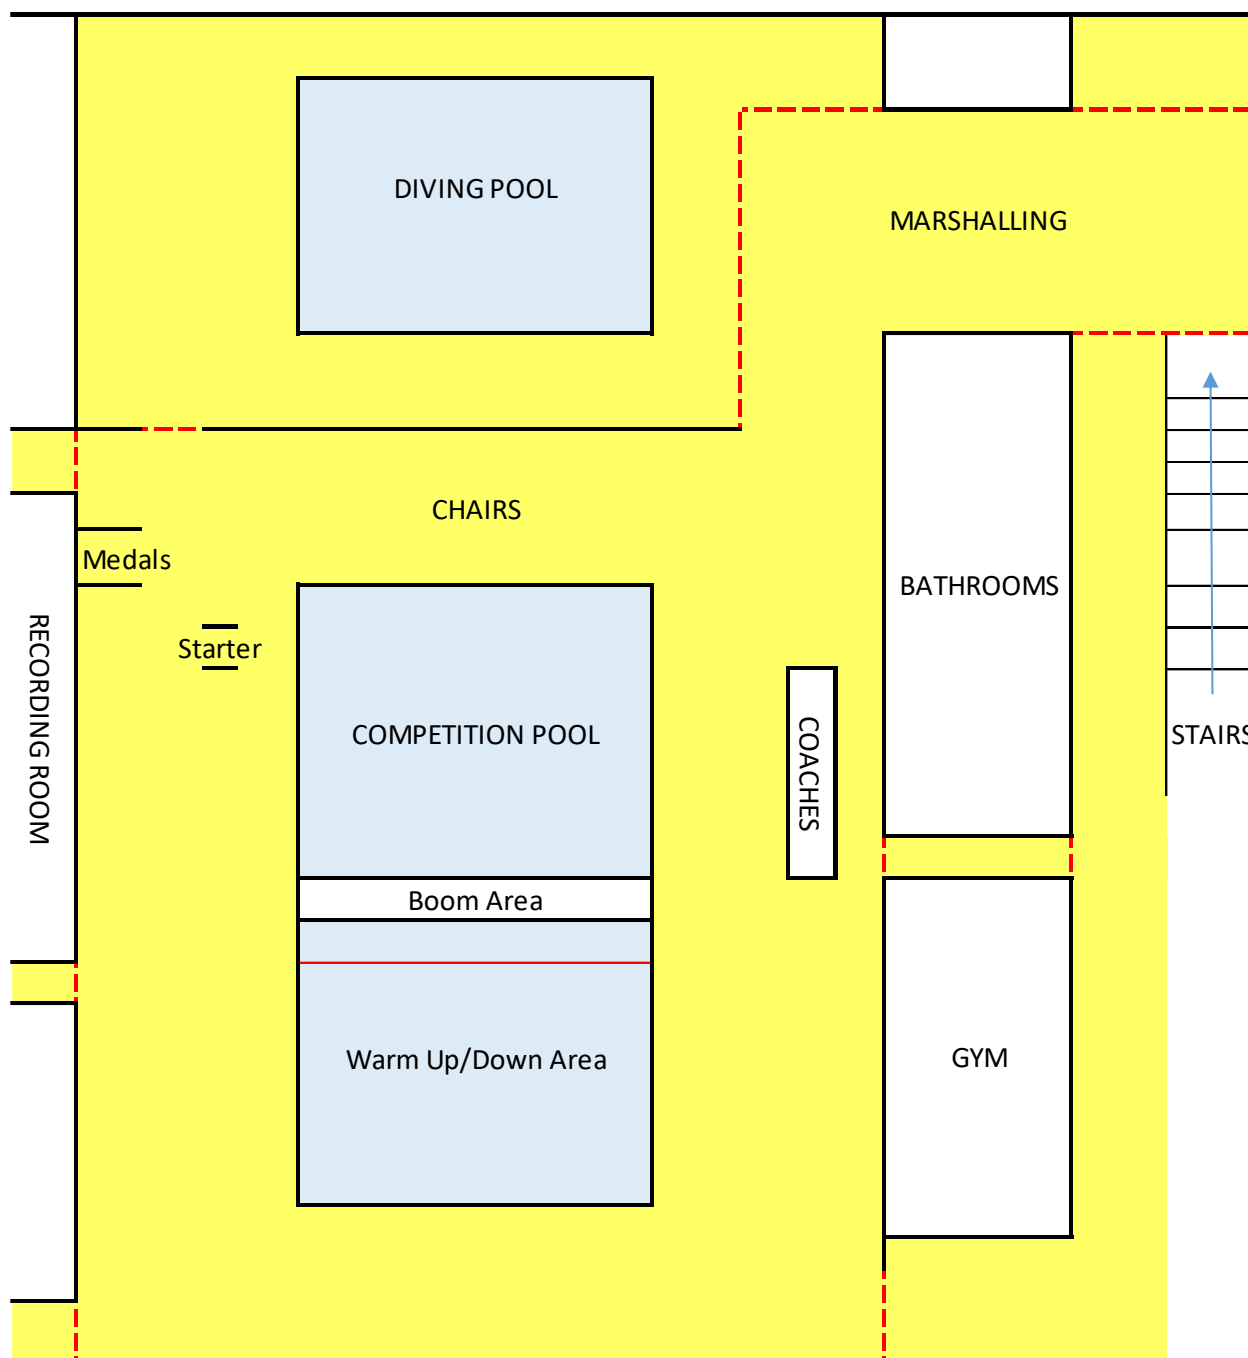 DIVING POOL
MARSHALLING
CHAIRS
Medals
BATHROOMS
RECORDING ROOM
Starter
COMPETITION POOL
COACHES
STAIRS
Boom Area
Warm Up/Down Area
GYM